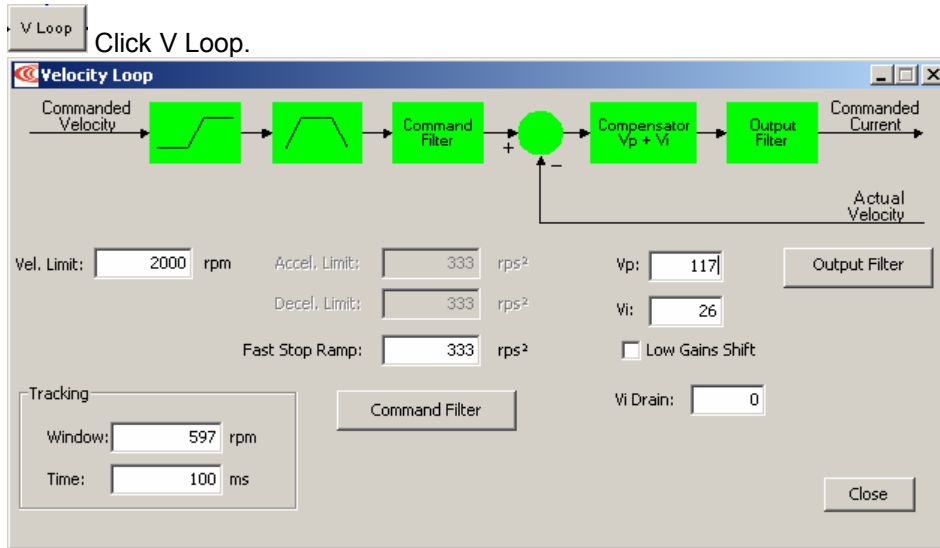 V Loop
Click V Loop.
Velocity Loop
Commanded
Velocity
Command
Filter
+
−
Compensator
Vp + Vi
Output
Filter
Commanded
Current
Actual
Velocity
Vel. Limit: 2000 rpm
Accel. Limit: 333 rps²
Decel. Limit: 333 rps²
Fast Stop Ramp: 333 rps²
Vp: 117
Vi: 26
Low Gains Shift
Vi Drain: 0
Output Filter
Tracking
Window: 597 rpm
Time: 100 ms
Command Filter
Close